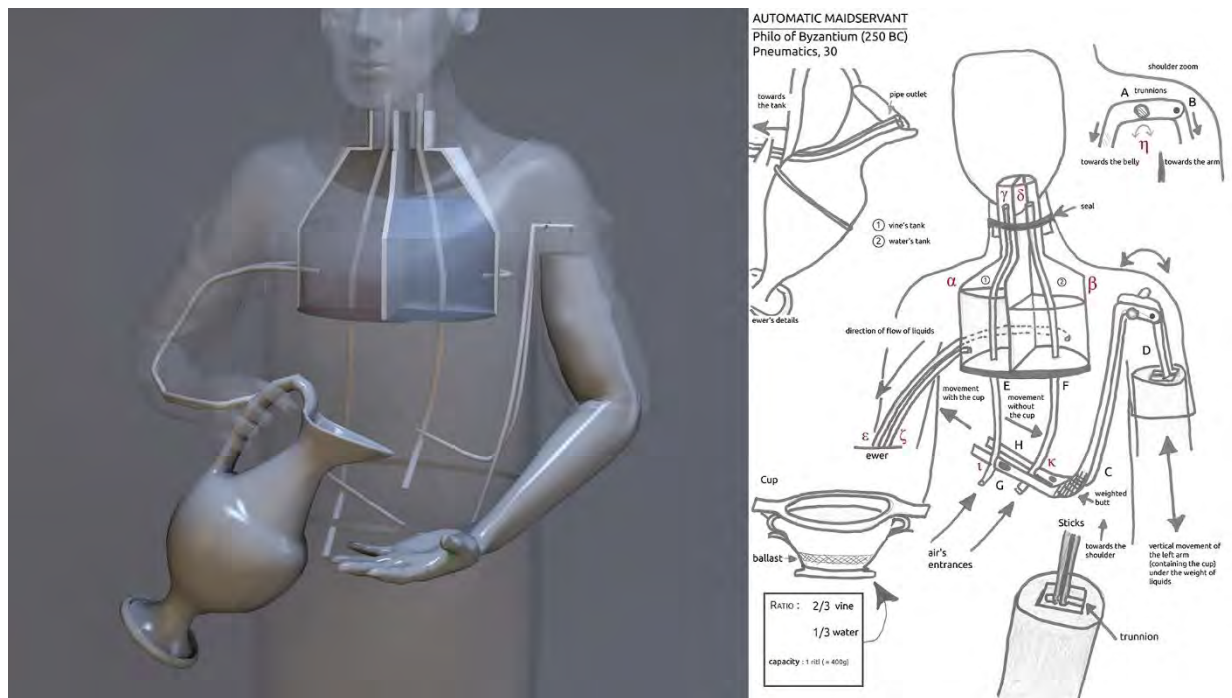 AUTOMATIC MAIDSERVANT
Philo of Byzantium (250 BC)
Pneumatics, 30
towards
the tank
pipe outlet
① vine's tank
② water's tank
ewer's details
shoulder zoom
A
trunnions
B
η
towards the belly
towards the arm
γ
δ
seal
α
①
②
β
direction of flow of liquids
D
E
F
movement
with the cup
movement
without the
cup
ε
ζ
ewer
H
ι
κ
G
C
weighted
butt
air's
entrances
Cup
ballast
Sticks
towards the
shoulder
vertical movement of
the left arm
(containing the cup)
under the weight of
liquids
trunnion
RATIO : 2/3 vine
1/3 water
capacity : 1 ritl ( ≈ 400g)